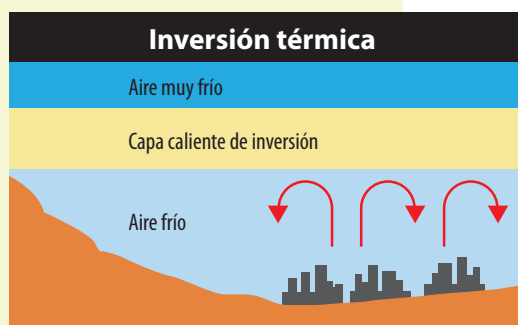 Inversión térmica
Aire muy frío
Capa caliente de inversión
Aire frío